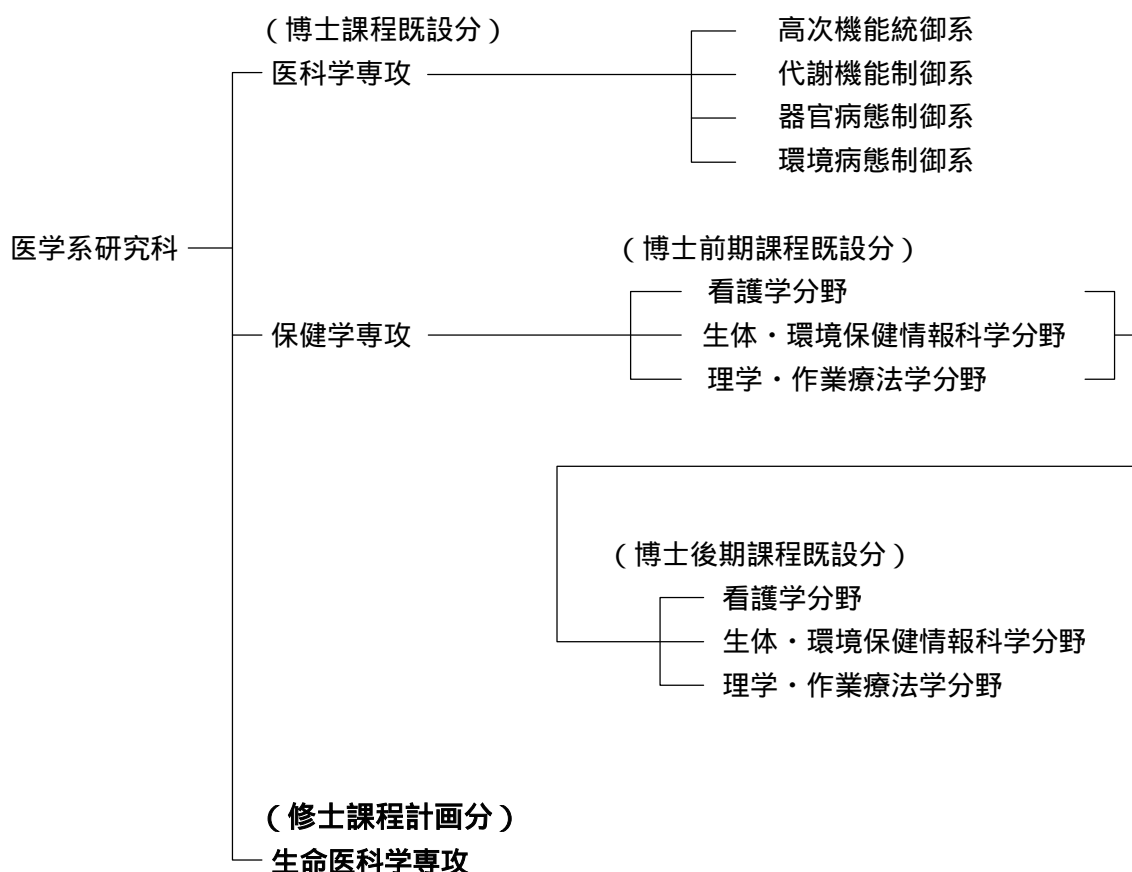 （博士課程既設分）
医科学専攻
高次機能統御系
代謝機能制御系
器官病態制御系
環境病態制御系
医学系研究科
（博士前期課程既設分）
保健学専攻
看護学分野
生体・環境保健情報科学分野
理学・作業療法学分野
（博士後期課程既設分）
看護学分野
生体・環境保健情報科学分野
理学・作業療法学分野
（修士課程計画分）
生命医科学専攻